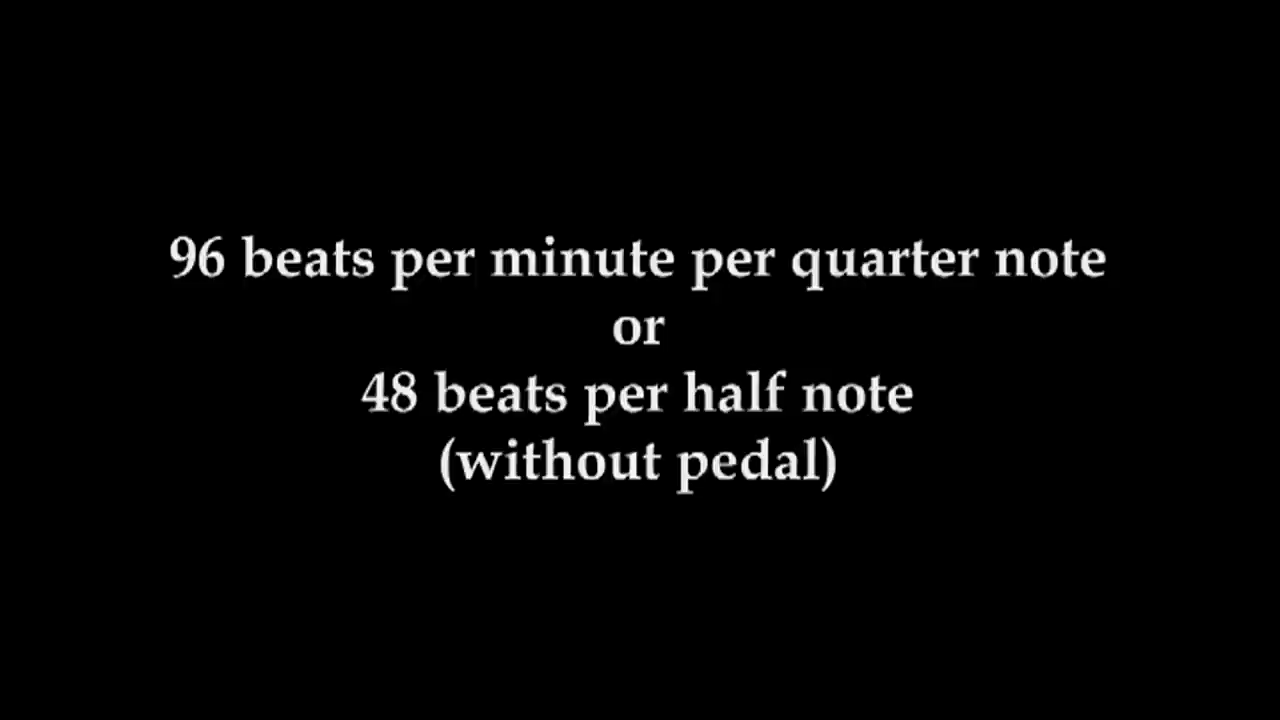 96 beats per minute per quarter note
or
48 beats per half note
(without pedal)